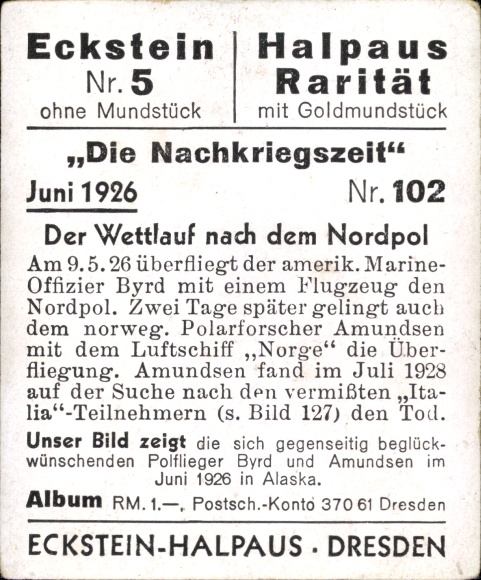 Eckstein
Nr. 5
ohne Mundstück
Halpaus
Rarität
mit Goldmundstück
„Die Nachkriegszeit“
Juni 1926
Nr. 102
Der Wettlauf nach dem Nordpol
Am 9. 5. 26 überfliegt der amerik. Marine-
Offizier Byrd mit einem Flugzeug den
Nordpol. Zwei Tage später gelingt auch
dem norweg. Polarforscher Amundsen
mit dem Luftschiff „Norge“ die Über-
fliegung. Amundsen fand im Juli 1928
auf der Suche nach den vermißten „Ita-
lia“-Teilnehmern (s. Bild 127) den Tod.
Unser Bild zeigt die sich gegenseitig beglück-
wünschenden Polflieger Byrd und Amundsen im
Juni 1926 in Alaska.
Album RM. 1.—, Postsch.-Konto 370 61 Dresden
ECKSTEIN-HALPAUS · DRESDEN